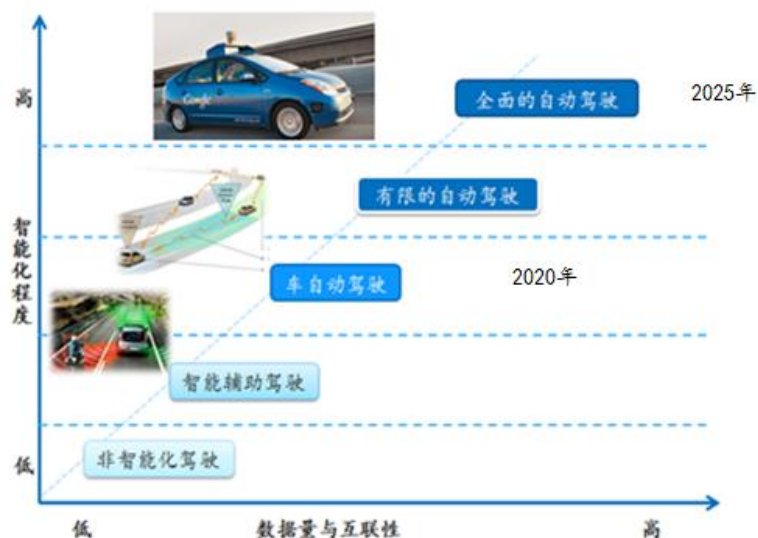 Google
高
全面的自动驾驶
2025年
有限的自动驾驶
智能化程度
车自动驾驶
2020年
智能辅助驾驶
非智能化驾驶
低
低
数据量与互联性
高